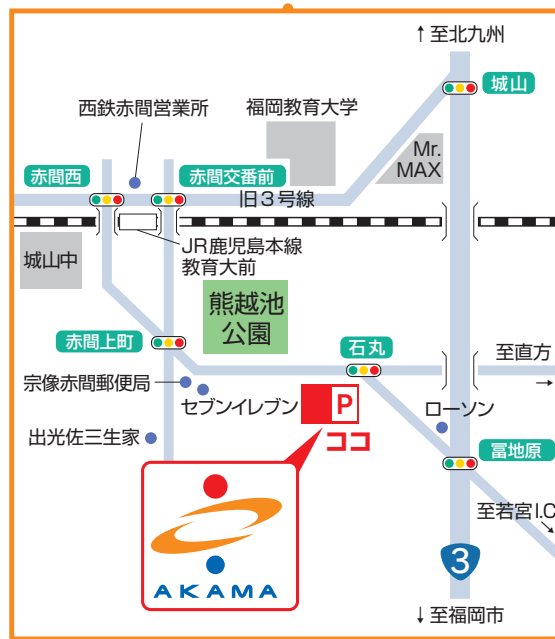 ↑至北九州
城山
西鉄赤間営業所
福岡教育大学
Mr.
MAX
赤間西
赤間交番前
旧3号線
JR鹿児島本線
教育大前
城山中
熊越池
公園
赤間上町
石丸
至直方
→
宗像赤間郵便局
セブンイレブン
P
ローソン
ココ
出光佐三生家
冨地原
至若宮I.C
↘
AKAMA
3
↓至福岡市